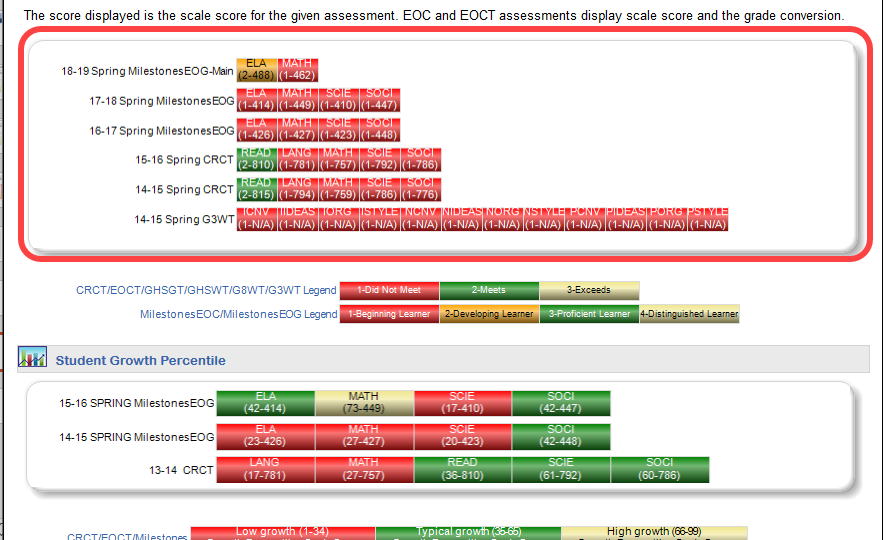 The score displayed is the scale score for the given assessment. EOC and EOCT assessments display scale score and the grade conversion.
18-19 Spring MilestonesEOG-Main ELA (2-488) MATH (1-462)
17-18 Spring MilestonesEOG ELA (1-414) MATH (1-449) SCIE (1-410) SOCI (1-447)
16-17 Spring MilestonesEOG ELA (1-426) MATH (1-427) SCIE (1-423) SOCI (1-448)
15-16 Spring CRCT READ (2-810) LANG (1-781) MATH (1-757) SCIE (1-792) SOCI (1-786)
14-15 Spring CRCT READ (2-815) LANG (1-794) MATH (1-759) SCIE (1-786) SOCI (1-776)
14-15 Spring G3WT ICNV (1-N/A) IIDEAS (1-N/A) IORG (1-N/A) ISTYLE (1-N/A) NCNV (1-N/A) NIDEAS (1-N/A) NORG (1-N/A) NSTYLE (1-N/A) PCNV (1-N/A) PIDEAS (1-N/A) PORG (1-N/A) PSTYLE (1-N/A)
CRCT/EOCT/GHSGT/GHSWT/G8WT/G3WT Legend 1-Did Not Meet 2-Meets 3-Exceeds
MilestonesEOC/MilestonesEOG Legend 1-Beginning Learner 2-Developing Learner 3-Proficient Learner 4-Distinguished Learner
Student Growth Percentile
15-16 SPRING MilestonesEOG ELA (42-414) MATH (73-449) SCIE (17-410) SOCI (42-447)
14-15 SPRING MilestonesEOG ELA (23-426) MATH (27-427) SCIE (20-423) SOCI (42-448)
13-14 CRCT LANG (17-781) MATH (27-757) READ (36-810) SCIE (61-792) SOCI (60-786)
CRCT/EOCT/Milestones Low growth (1-34) Typical growth (35-65) High growth (66-99)